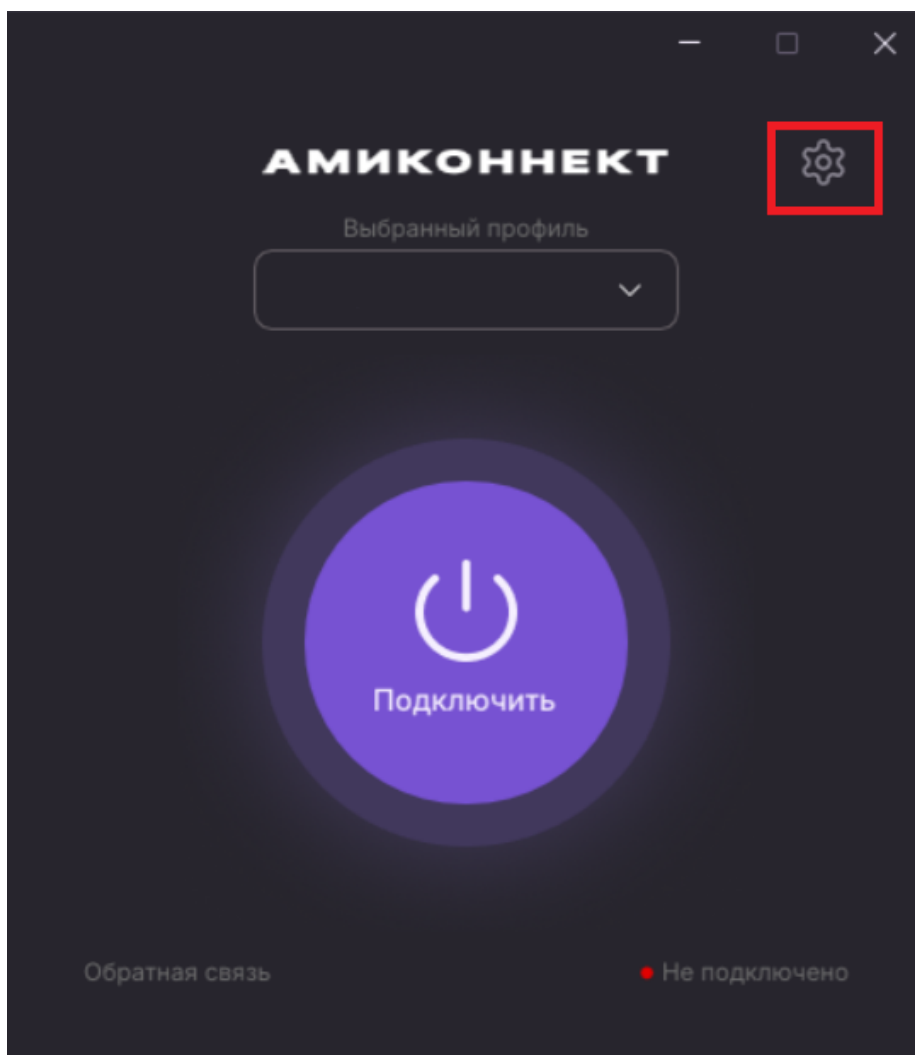 АМИКОННЕКТ
Выбранный профиль
Подключить
Обратная связь
Не подключено